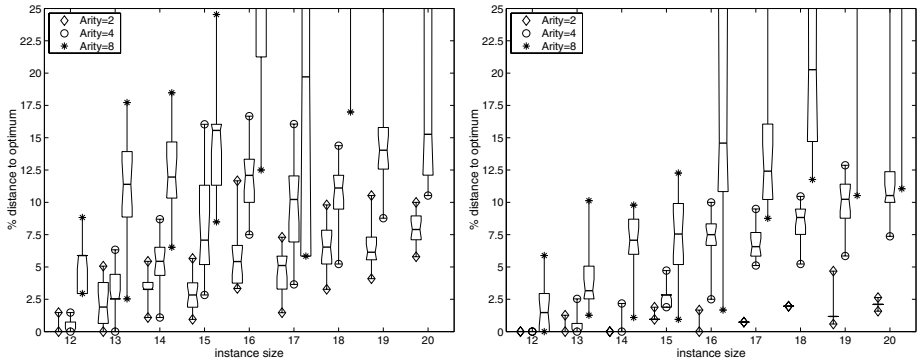 25
22.5
20
17.5
15
12.5
10
7.5
5
2.5
0
% distance to optimum
Arity=2
Arity=4
Arity=8
12 13 14 15 16 17 18 19 20
instance size
25
22.5
20
17.5
15
12.5
10
7.5
5
2.5
0
% distance to optimum
Arity=2
Arity=4
Arity=8
12 13 14 15 16 17 18 19 20
instance size